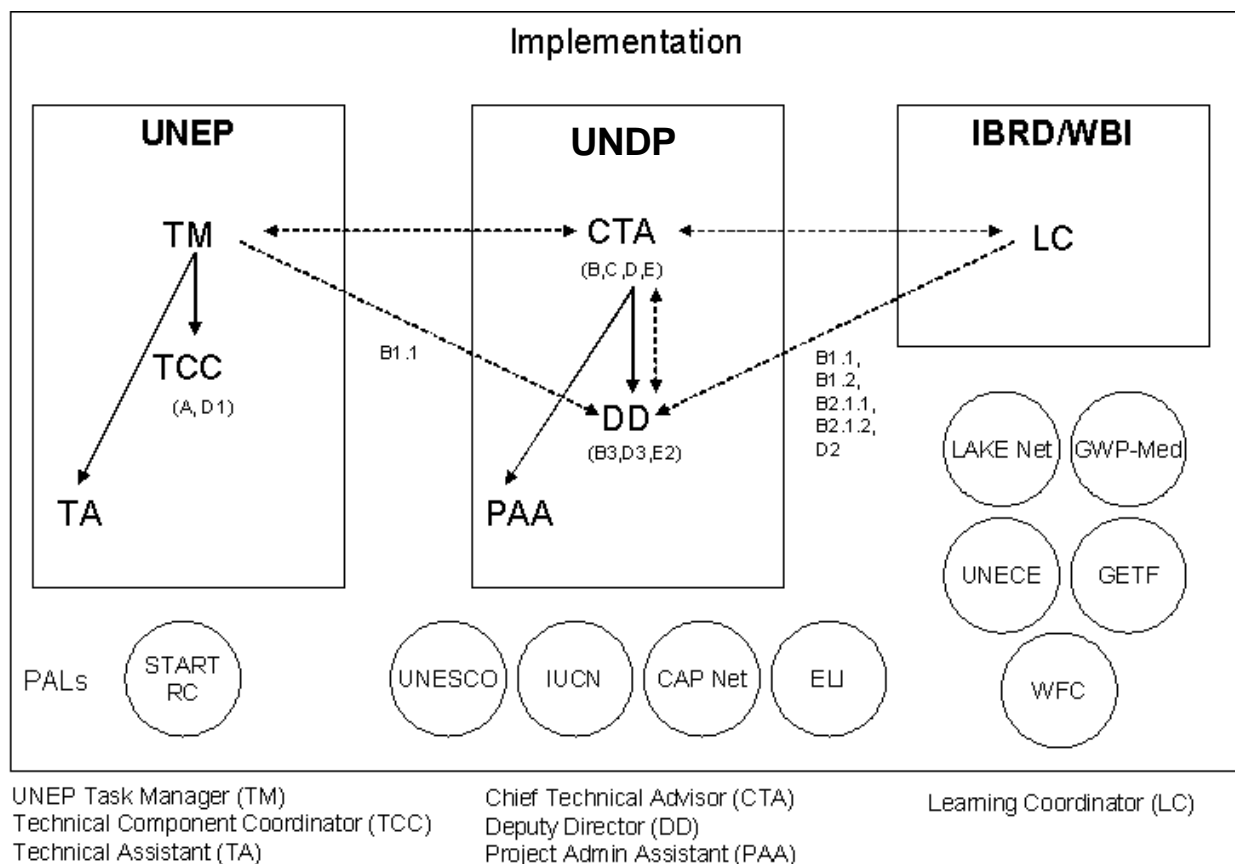 Implementation
UNEP
UNDP
IBRD/WBI
TM
CTA
(B,C,D,E)
LC
TCC
(A, D1)
B1.1
DD
(B3,D3,E2)
B1.1,
B1.2,
B2.1.1,
B2.1.2,
D2
TA
PAA
LAKE Net
GWP-Med
UNECE
GETF
WFC
PALs
START
RC
UNESCO
IUCN
CAP Net
ELI
UNEP Task Manager (TM)
Technical Component Coordinator (TCC)
Technical Assistant (TA)
Chief Technical Advisor (CTA)
Deputy Director (DD)
Project Admin Assistant (PAA)
Learning Coordinator (LC)